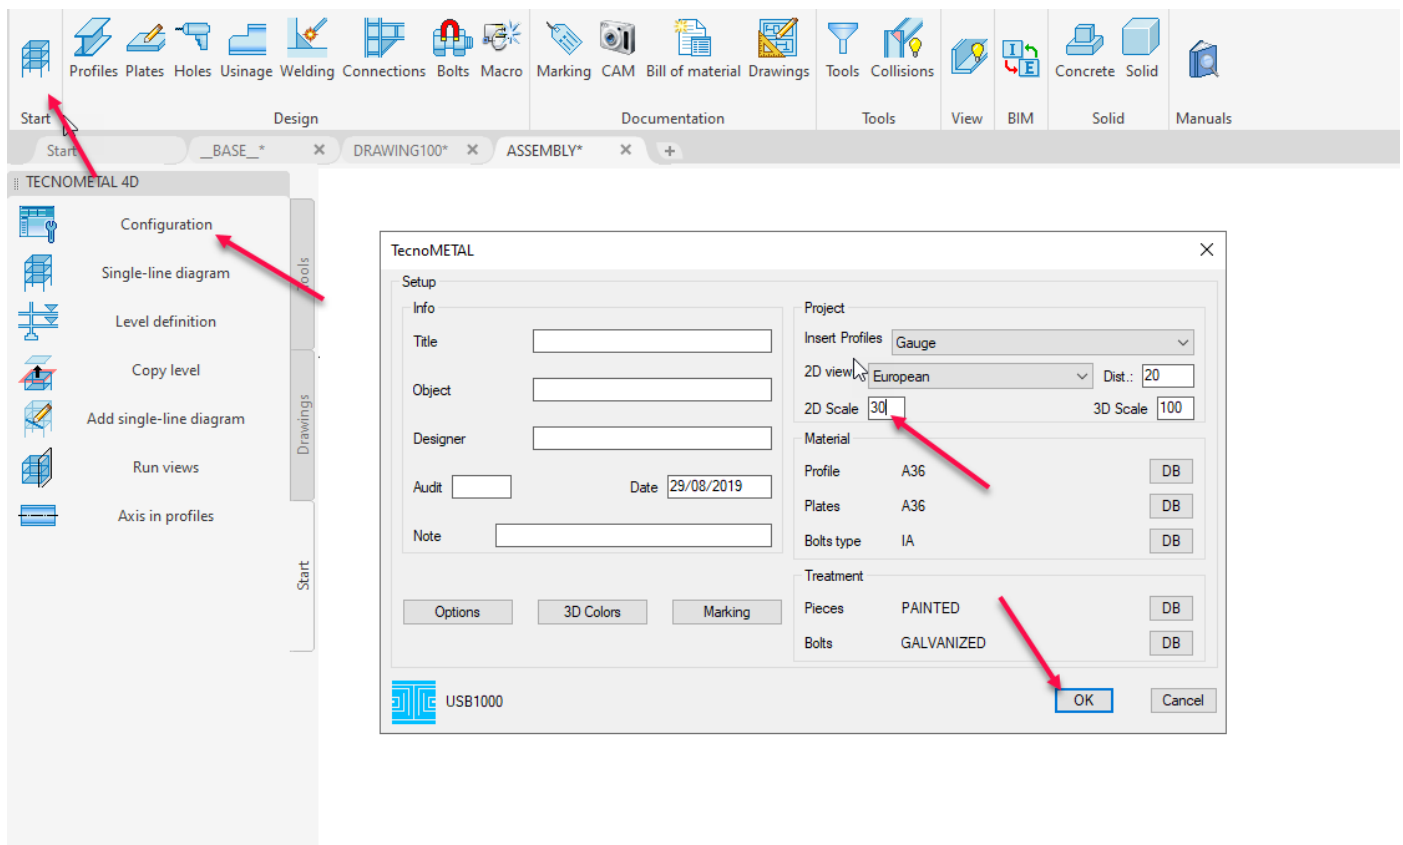 Profiles Plates Holes Usinage Welding Connections Bolts Macro Marking CAM Bill of material Drawings Tools Collisions Concrete Solid
Start Design Documentation Tools View BIM Solid Manuals
Start __BASE__* DRAWING100* ASSEMBLY* +
TECNOMETAL 4D
Configuration
Single-line diagram
Level definition
Copy level
Add single-line diagram
Run views
Axis in profiles
Tools
Drawings
Start
TecnoMETAL
Setup
Info
Title
Object
Designer
Audit Date 29/08/2019
Note
Options 3D Colors Marking
Project
Insert Profiles Gauge
2D view European Dist.: 20
2D Scale 30 3D Scale 100
Material
Profile A36 DB
Plates A36 DB
Bolts type IA DB
Treatment
Pieces PAINTED DB
Bolts GALVANIZED DB
USB1000
OK Cancel